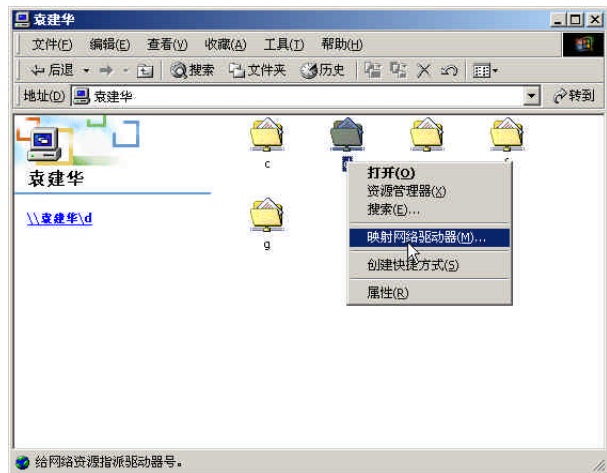 袁建华
文件(F) 编辑(E) 查看(V) 收藏(A) 工具(T) 帮助(H)
后退 搜索 文件夹 历史
地址(D) 袁建华 转到
袁建华
\\袁建华\d
c
g
打开(O)
资源管理器(X)
搜索(E)...
映射网络驱动器(M)...
创建快捷方式(S)
属性(R)
给网络资源指派驱动器号。